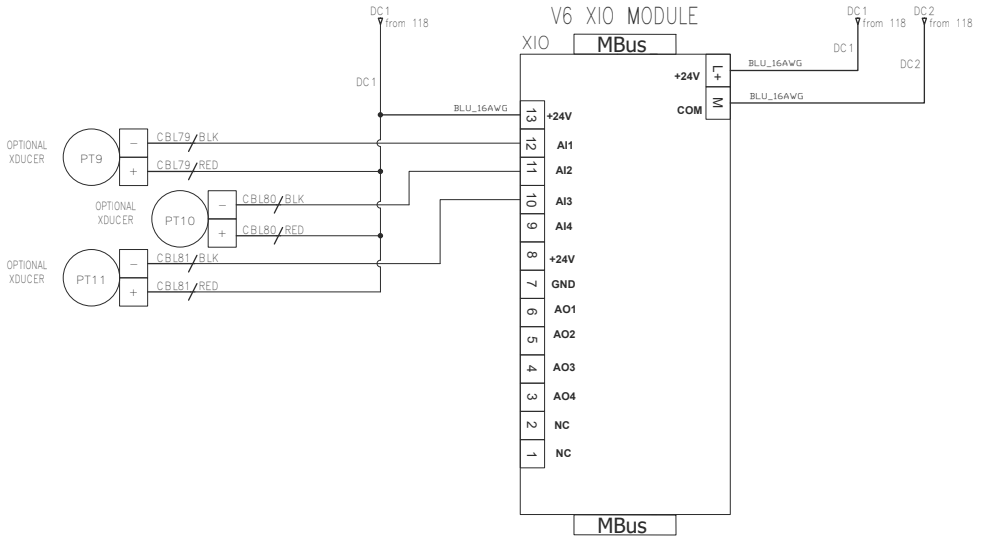 DC1
from 118
V6 XIO MODULE
DC1
from 118
DC2
from 118
XIO
MBus
DC1
DC2
DC1
+24V
L+
BLU_16AWG
COM
M
BLU_16AWG
BLU_16AWG
13
+24V
OPTIONAL
XDUCER
PT9
-
CBL79/BLK
12
AI1
+
CBL79/RED
11
AI2
OPTIONAL
XDUCER
PT10
-
CBL80/BLK
10
AI3
+
CBL80/RED
9
AI4
OPTIONAL
XDUCER
PT11
-
CBL81/BLK
8
+24V
+
CBL81/RED
7
GND
6
AO1
5
AO2
4
AO3
3
AO4
2
NC
1
NC
MBus